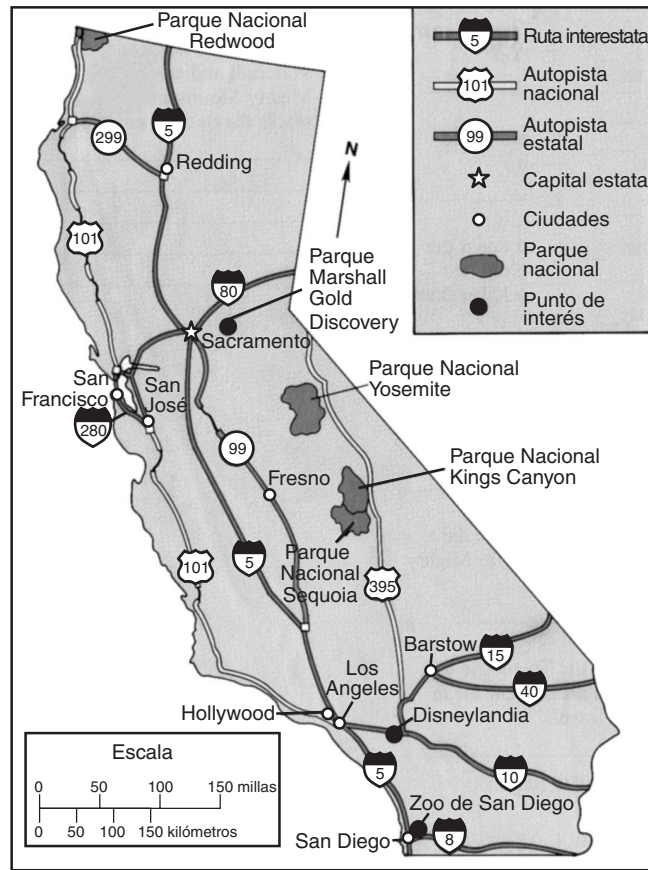 Parque Nacional
Redwood
5
299
Redding
101
N
80
Parque
Marshall
Gold
Discovery
Sacramento
San
Francisco
San
José
280
99
Fresno
Parque Nacional
Yosemite
Parque Nacional
Kings Canyon
Parque
Nacional
Sequoia
5
101
395
Barstow
15
40
Los
Angeles
Hollywood
Disneylandia
5
10
Zoo de San Diego
San Diego
8
5
Ruta interestata
101
Autopista
nacional
99
Autopista
estatal
Capital estata
Ciudades
Parque
nacional
Punto de
interés
Escala
0 50 100 150 millas
0 50 100 150 kilómetros